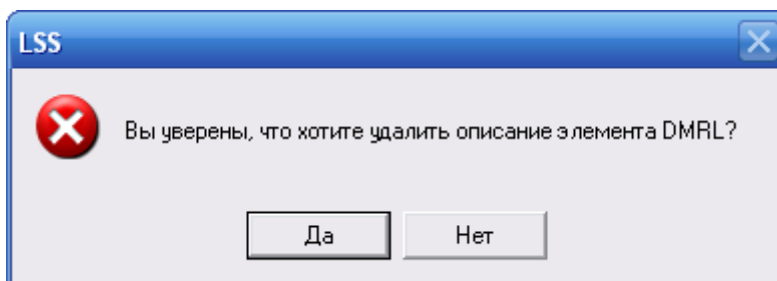 LSS
Вы уверены, что хотите удалить описание элемента DMRL?
Да
Нет